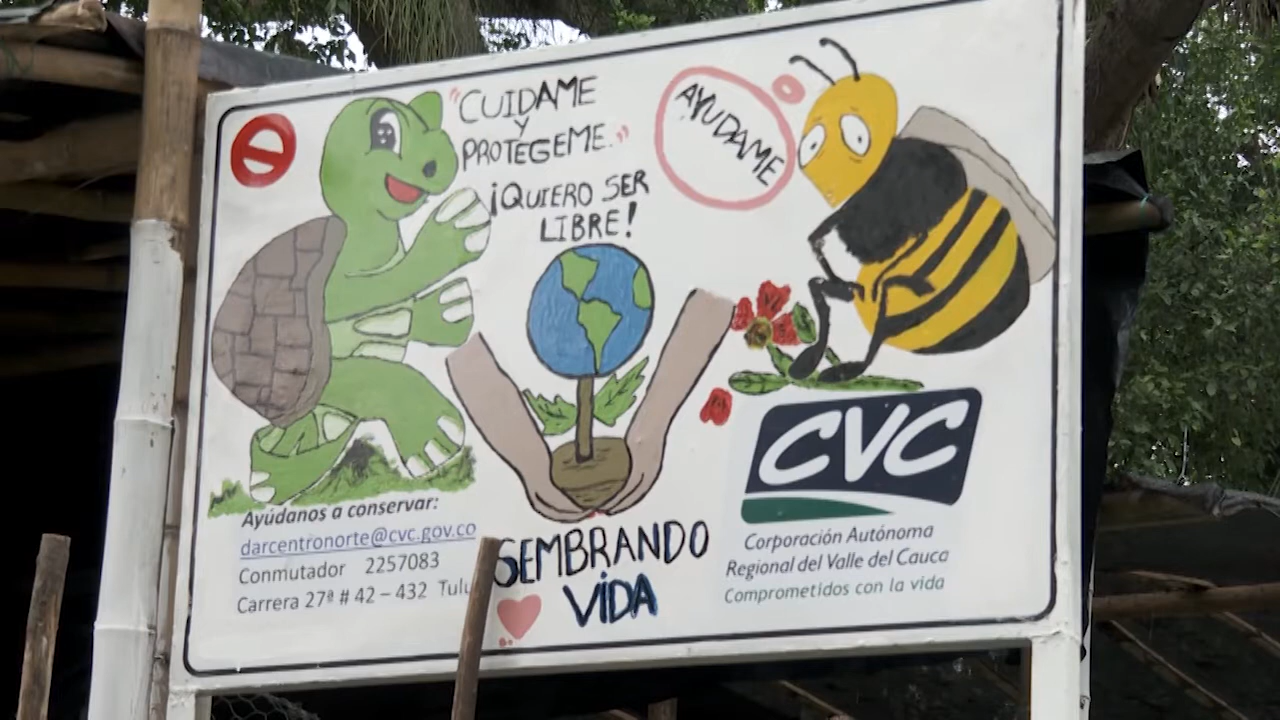 "CUIDAME
Y
PROTEGEME."
¡QUIERO SER
LIBRE!
AYUDAME
Ayúdanos a conservar:
darcentronorte@cvc.gov.co
Conmutador 2257083
Carrera 27ª # 42 – 432
SEMBRANDO
VIDA
CVC
Corporación Autónoma
Regional del Valle del Cauca
Comprometidos con la vida